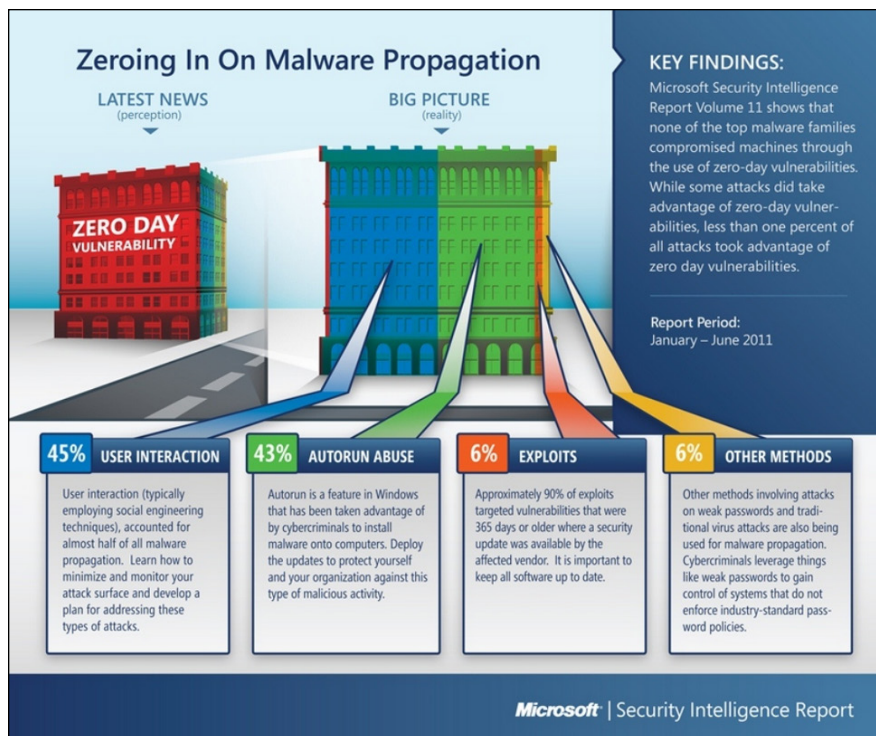 Zeroing In On Malware Propagation
LATEST NEWS
(perception)
BIG PICTURE
(reality)
ZERO DAY
VULNERABILITY
KEY FINDINGS:
Microsoft Security Intelligence
Report Volume 11 shows that
none of the top malware families
compromised machines through
the use of zero-day vulnerabilities.
While some attacks did take
advantage of zero-day vulner-
abilities, less than one percent of
all attacks took advantage of
zero day vulnerabilities.
Report Period:
January – June 2011
45% USER INTERACTION
User interaction (typically
employing social engineering
techniques), accounted for
almost half of all malware
propagation. Learn how to
minimize and monitor your
attack surface and develop a
plan for addressing these
types of attacks.
43% AUTORUN ABUSE
Autorun is a feature in Windows
that has been taken advantage of
by cybercriminals to install
malware onto computers. Deploy
the updates to protect yourself
and your organization against this
type of malicious activity.
6% EXPLOITS
Approximately 90% of exploits
targeted vulnerabilities that were
365 days or older where a security
update was available by the
affected vendor. It is important to
keep all software up to date.
6% OTHER METHODS
Other methods involving attacks
on weak passwords and tradi-
tional virus attacks are also being
used for malware propagation.
Cybercriminals leverage things
like weak passwords to gain
control of systems that do not
enforce industry-standard pass-
word policies.
Microsoft | Security Intelligence Report